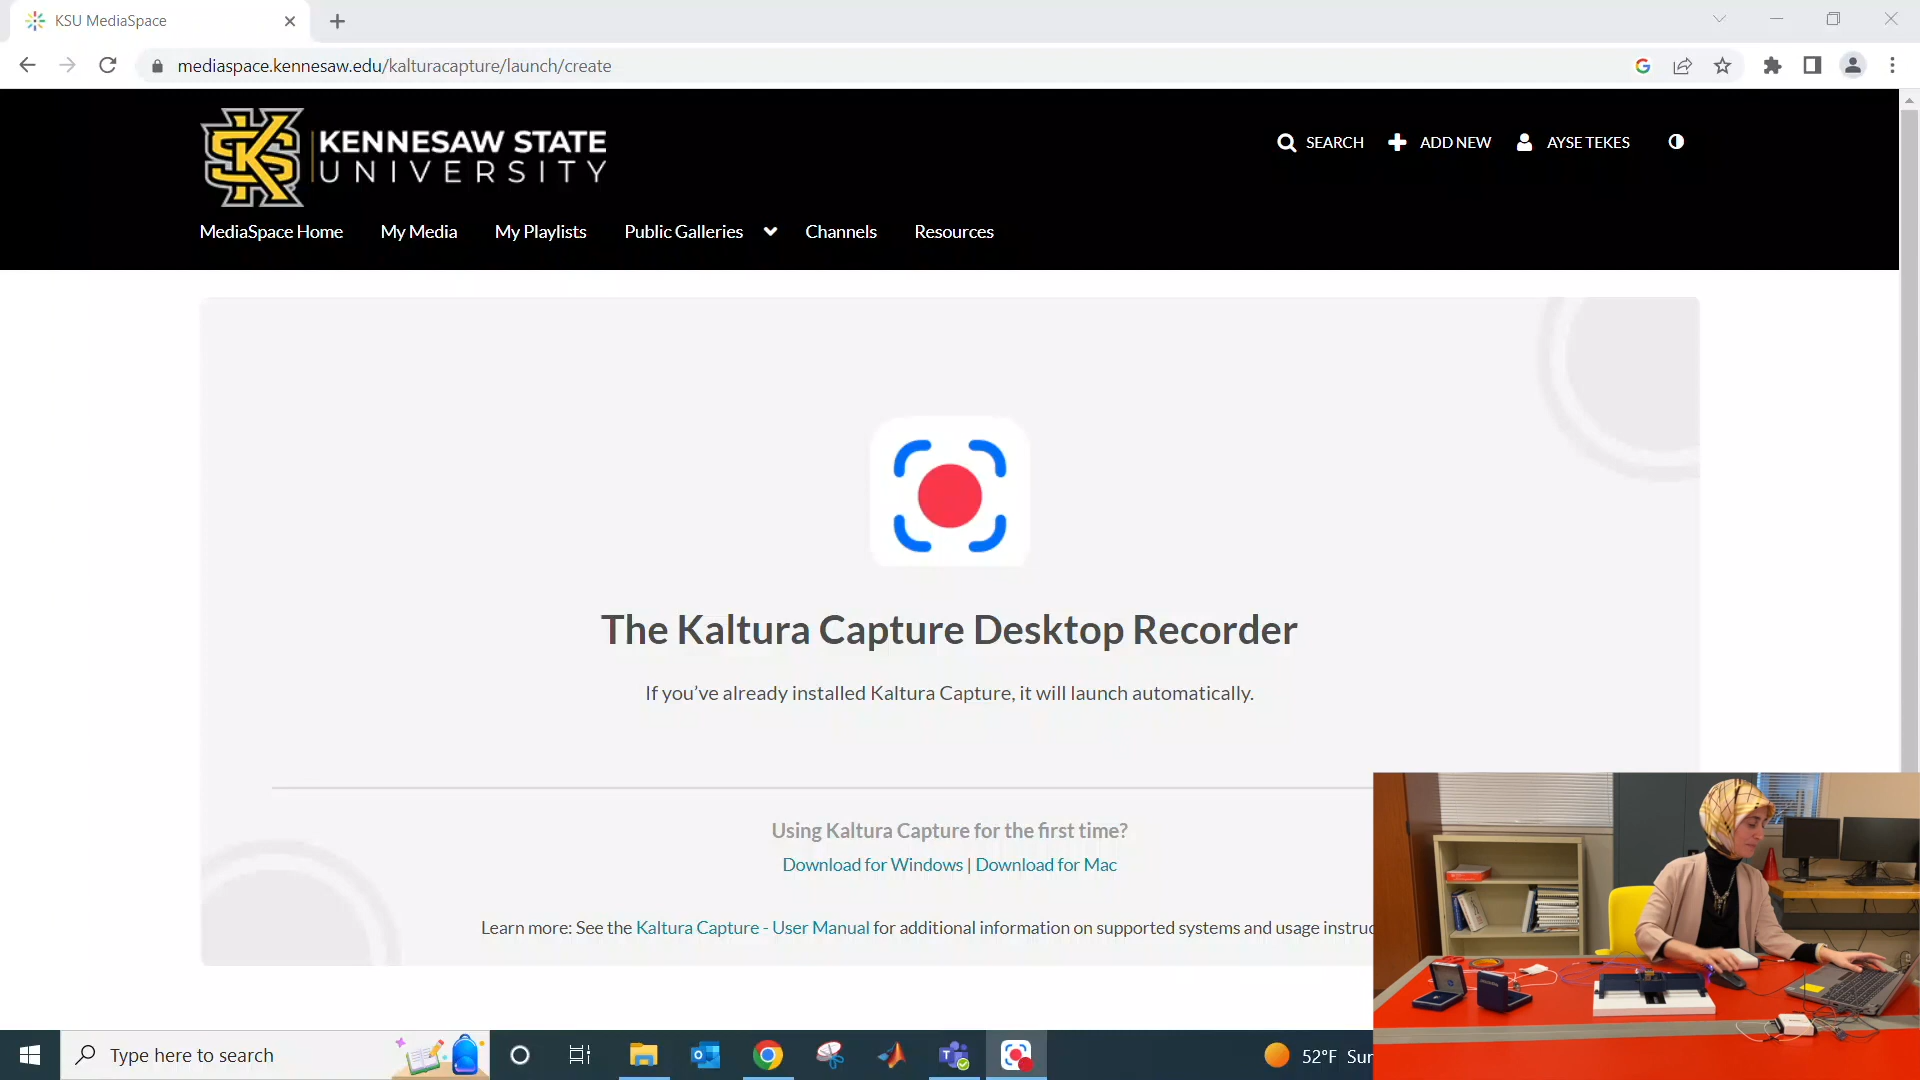 KSU MediaSpace
mediaspace.kennesaw.edu/kalturacapture/launch/create
KENNESAW STATE
UNIVERSITY
SEARCH
ADD NEW
AYSE TEKES
MediaSpace Home
My Media
My Playlists
Public Galleries
Channels
Resources
The Kaltura Capture Desktop Recorder
If you’ve already installed Kaltura Capture, it will launch automatically.
Using Kaltura Capture for the first time?
Download for Windows | Download for Mac
Learn more: See the Kaltura Capture - User Manual for additional information on supported systems and usage instruc
Type here to search
52°F Sun